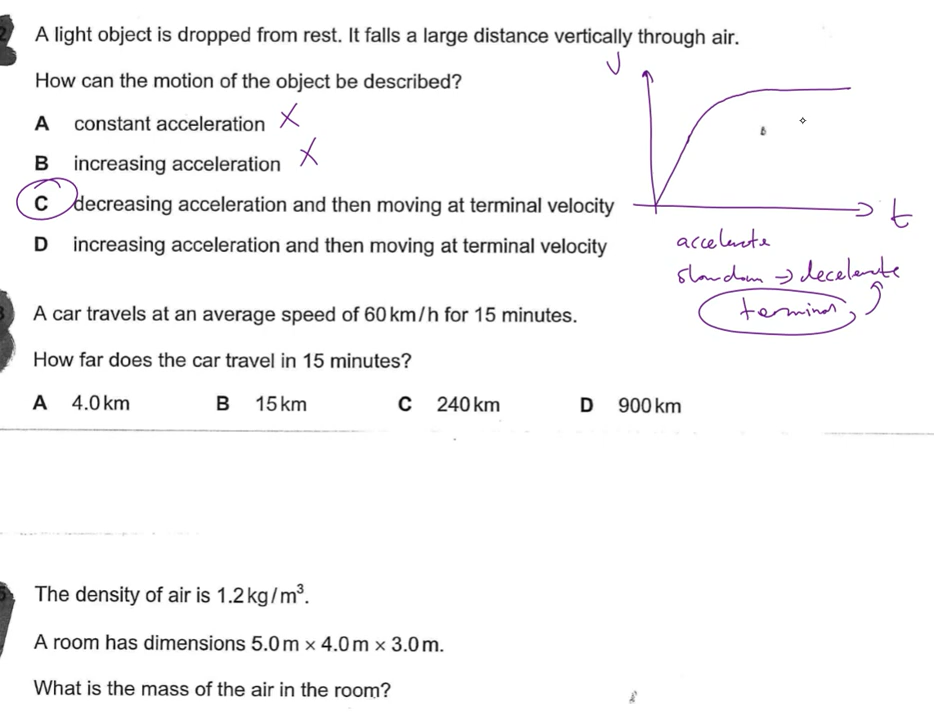 2 A light object is dropped from rest. It falls a large distance vertically through air.
How can the motion of the object be described?
A constant acceleration X
B increasing acceleration X
C decreasing acceleration and then moving at terminal velocity
D increasing acceleration and then moving at terminal velocity
V
t
accelerate
slow down → decelerate
terminal
3 A car travels at an average speed of 60 km/h for 15 minutes.
How far does the car travel in 15 minutes?
A 4.0 km B 15 km C 240 km D 900 km
The density of air is 1.2 kg/m³.
A room has dimensions 5.0 m × 4.0 m × 3.0 m.
What is the mass of the air in the room?